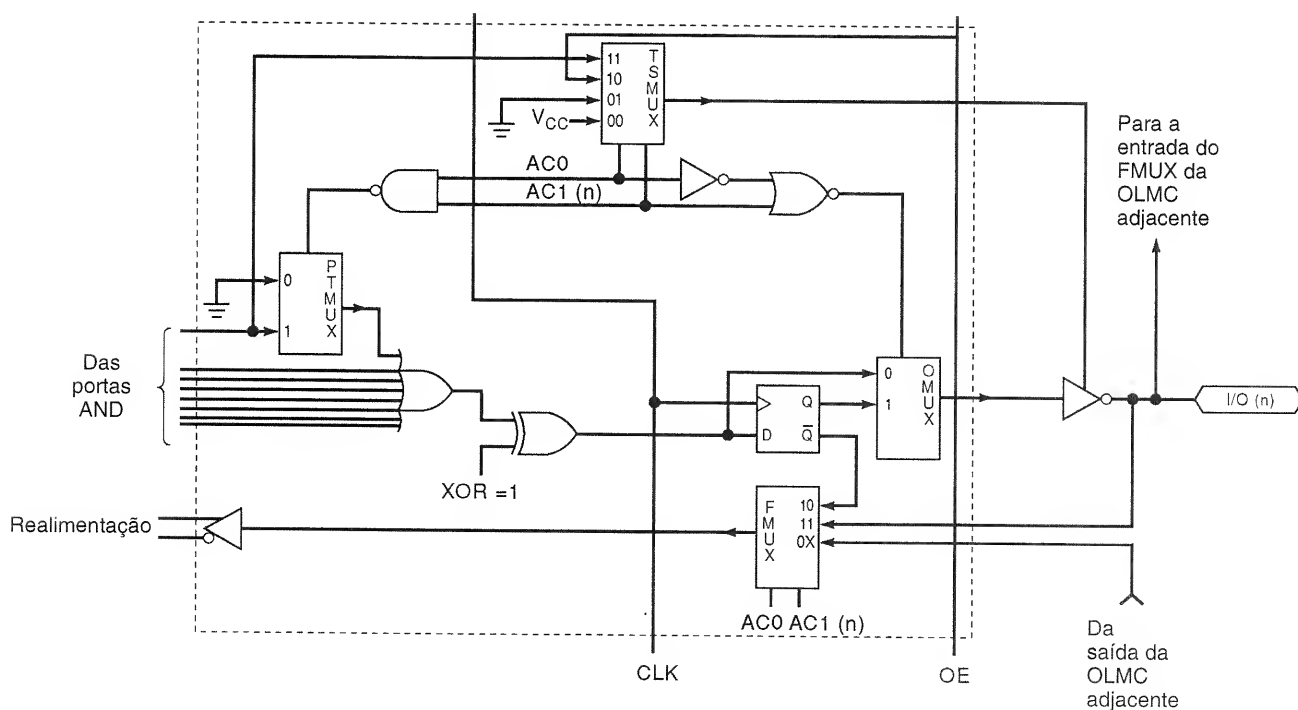 11
10
01
00
T
S
M
U
X
VCC
AC0
AC1 (n)
Para a
entrada do
FMUX da
OLMC
adjacente
0
1
P
T
M
U
X
Das
portas
AND
0
1
O
M
U
X
Q
D
Q̅
I/O (n)
XOR =1
Realimentação
F
M
U
X
10
11
0X
AC0 AC1 (n)
CLK
OE
Da
saída da
OLMC
adjacente